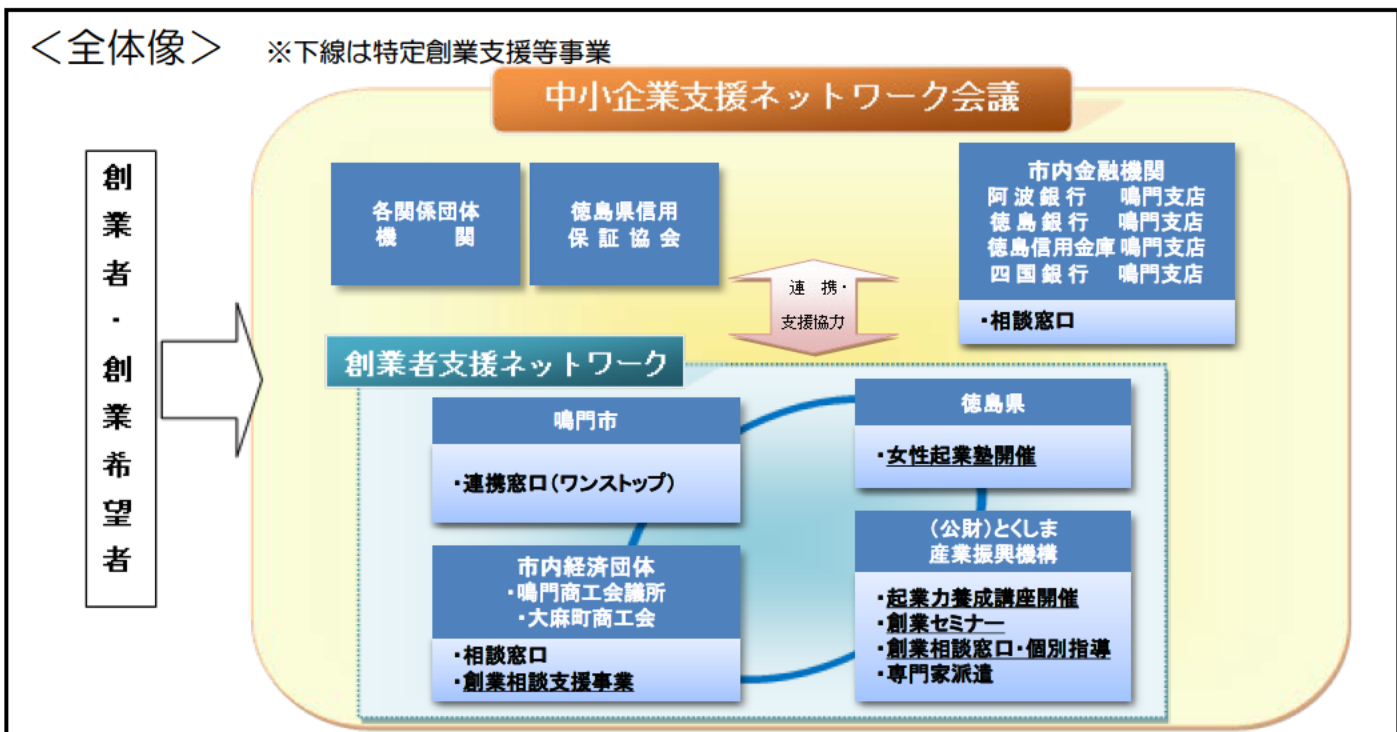 ＜全体像＞ ※下線は特定創業支援等事業
中小企業支援ネットワーク会議
創業者・創業希望者
各関係団体
機　　関
徳島県信用
保証協会
市内金融機関
阿波銀行　鳴門支店
徳島銀行　鳴門支店
徳島信用金庫 鳴門支店
四国銀行　鳴門支店
・相談窓口
連　携・
支援協力
創業者支援ネットワーク
鳴門市
・連携窓口（ワンストップ）
徳島県
・女性起業塾開催
市内経済団体
・鳴門商工会議所
・大麻町商工会
・相談窓口
・創業相談支援事業
（公財）とくしま
産業振興機構
・起業力養成講座開催
・創業セミナー
・創業相談窓口・個別指導
・専門家派遣